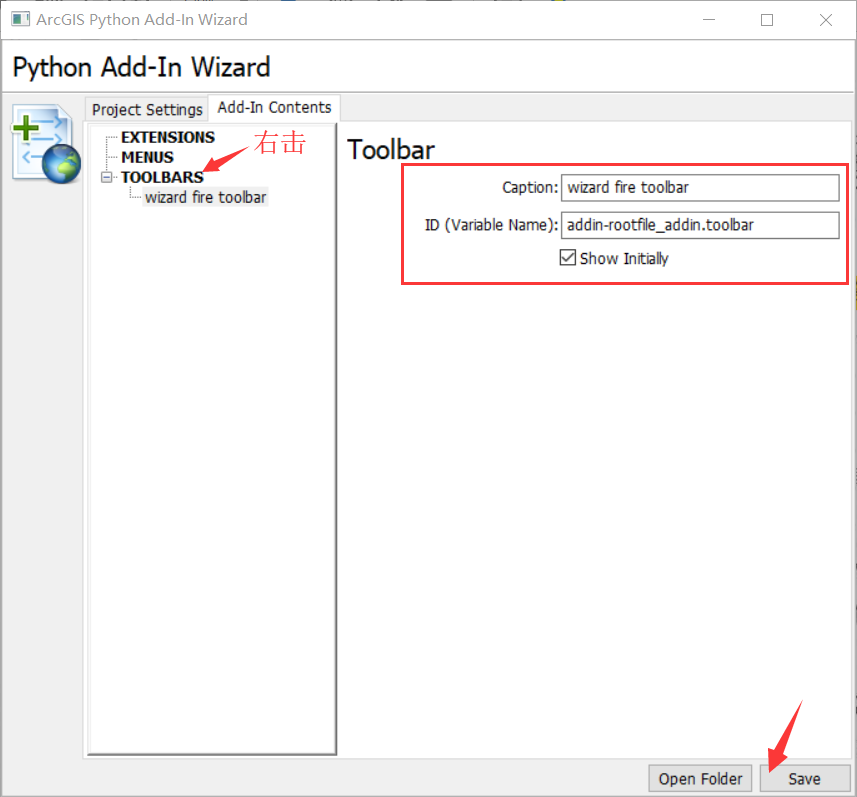 ArcGIS Python Add-In Wizard
Python Add-In Wizard
Project Settings
Add-In Contents
EXTENSIONS
MENUS
TOOLBARS
右击
wizard fire toolbar
Toolbar
Caption: wizard fire toolbar
ID (Variable Name): addin-rootfile_addin.toolbar
Show Initially
Open Folder
Save